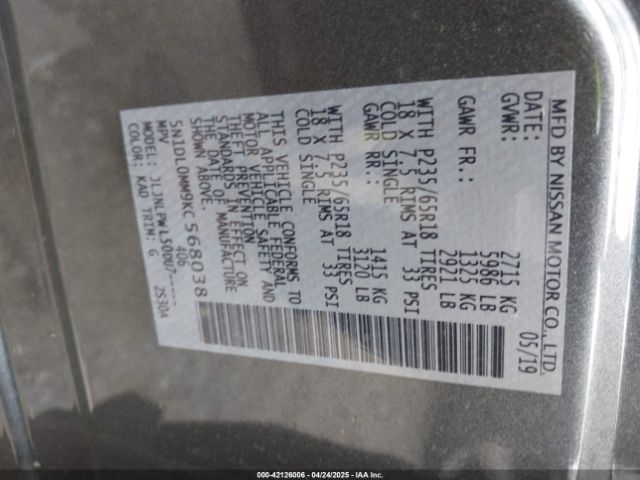 MFD BY NISSAN MOTOR CO., LTD.
DATE: 05/19
GVWR: 2715 KG
5986 LB
GAWR FR.: 1325 KG
2921 LB
WITH P235/65R18 TIRES
18 X 7.5 RIMS AT 33 PSI
COLD SINGLE
GAWR RR.: 1415 KG
3120 LB
WITH P235/65R18 TIRES
18 X 7.5 RIMS AT 33 PSI
COLD SINGLE
THIS VEHICLE CONFORMS TO
ALL APPLICABLE FEDERAL
MOTOR VEHICLE SAFETY AND
THEFT PREVENTION
STANDARDS IN EFFECT ON
THE DATE OF MANUFACTURE
SHOWN ABOVE.
5N1DL0MM9KC568038
MPV
MODEL:
COLOR: KAD TRIM: G 2S30A
000-42126006 - 04/24/2025 - IAAI Inc.